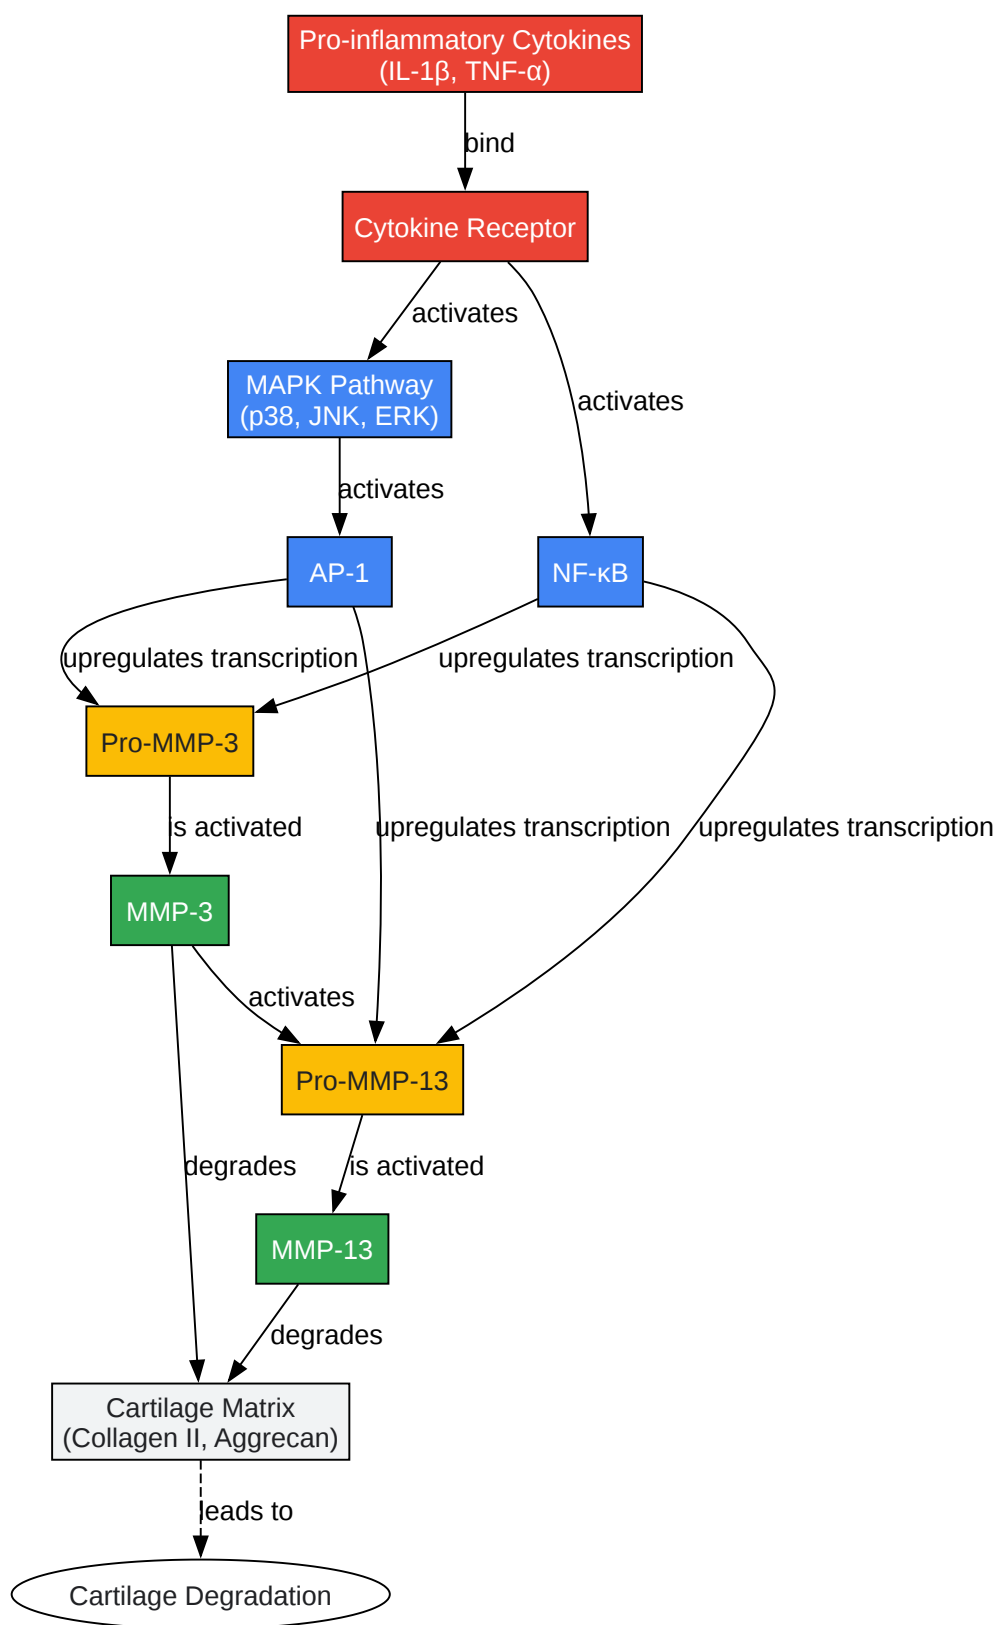 Pro-inflammatory Cytokines
(IL-1β, TNF-α)
bind
Cytokine Receptor
activates
MAPK Pathway
(p38, JNK, ERK)
activates
activates
AP-1
NF-κB
upregulates transcription
upregulates transcription
Pro-MMP-3
is activated
upregulates transcription
upregulates transcription
MMP-3
activates
Pro-MMP-13
degrades
is activated
MMP-13
degrades
Cartilage Matrix
(Collagen II, Aggrecan)
leads to
Cartilage Degradation